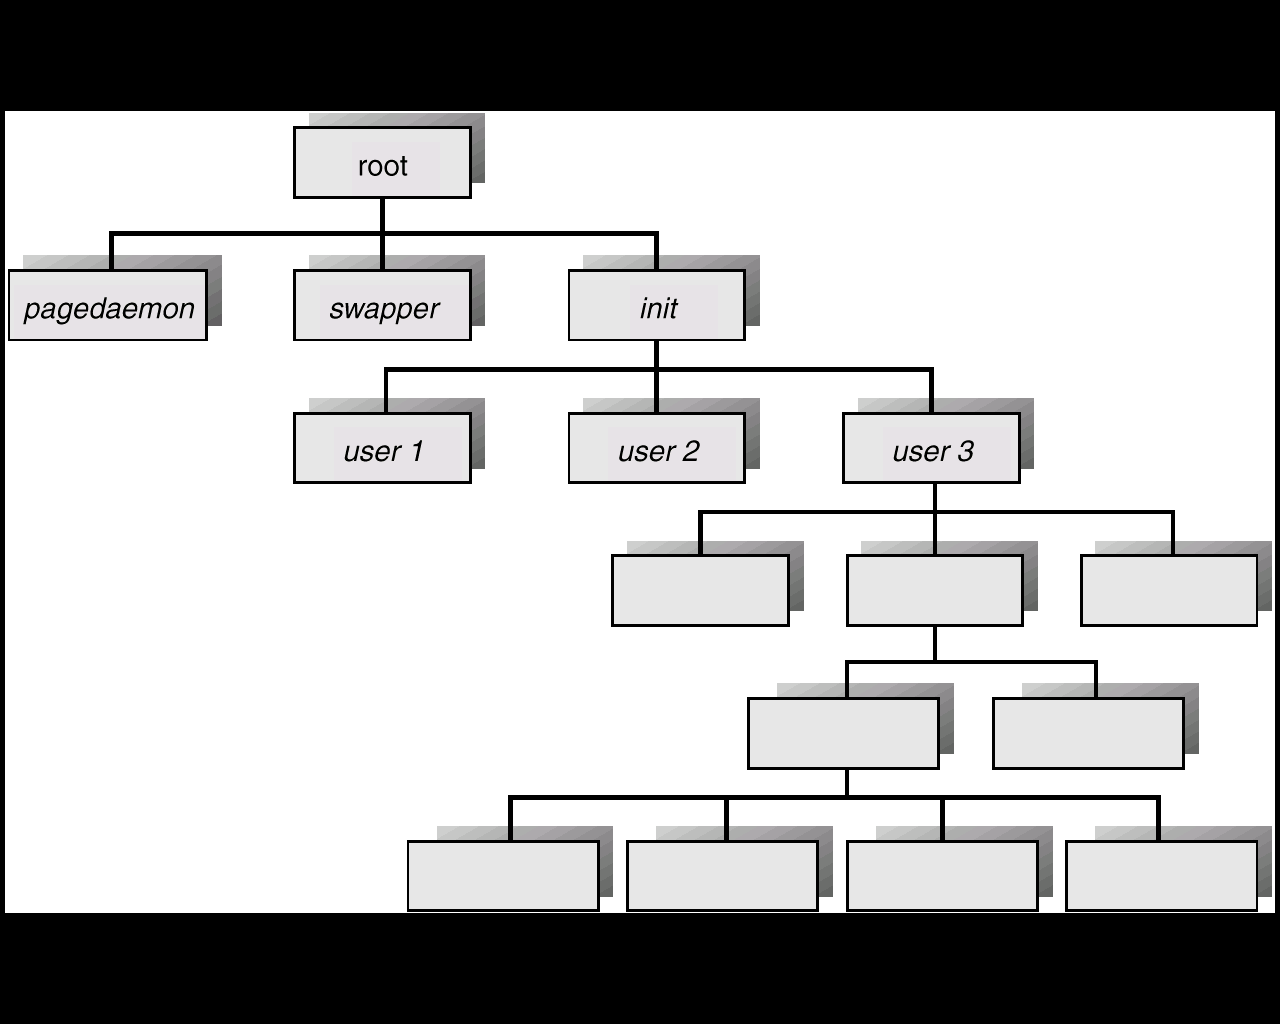 root
pagedaemon
swapper
init
user 1
user 2
user 3